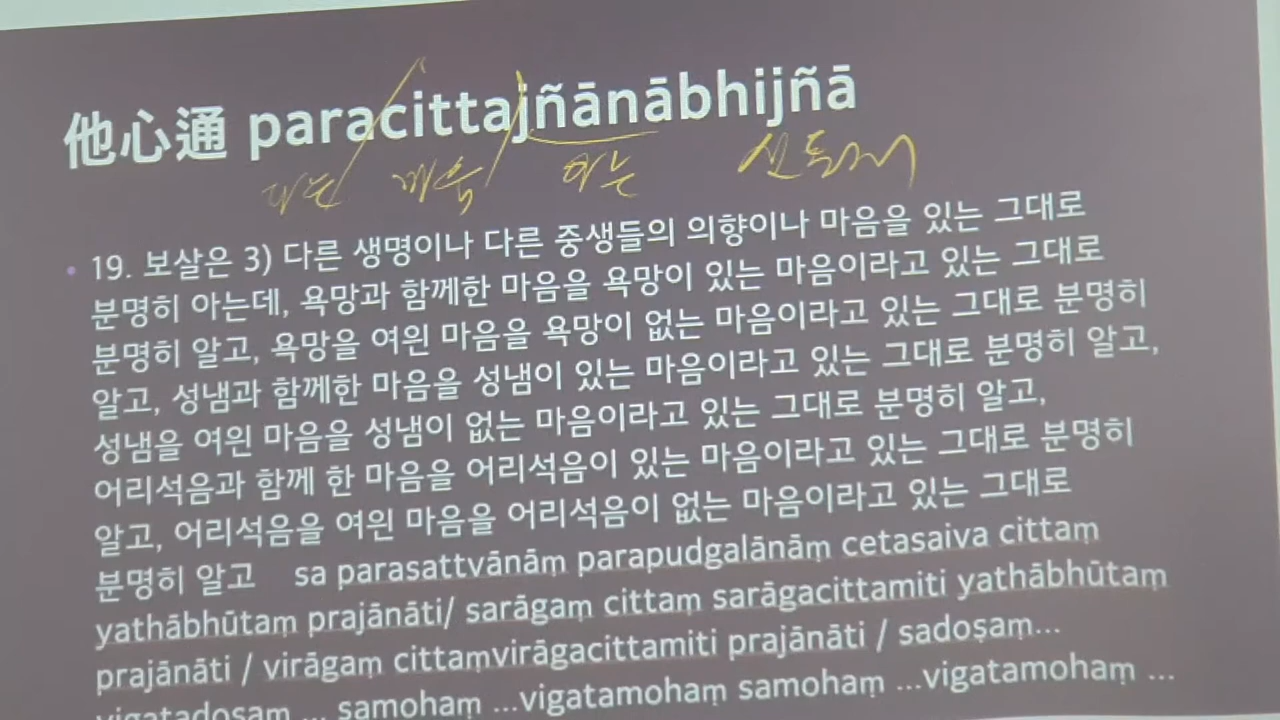 他心通 paracittajñānābhijñā
다른 마음 아는 신통지
• 19. 보살은 3) 다른 생명이나 다른 중생들의 의향이나 마음을 있는 그대로
분명히 아는데, 욕망과 함께한 마음을 욕망이 있는 마음이라고 있는 그대로
분명히 알고, 욕망을 여읜 마음을 욕망이 없는 마음이라고 있는 그대로 분명히
알고, 성냄과 함께한 마음을 성냄이 있는 마음이라고 있는 그대로 분명히 알고,
성냄을 여읜 마음을 성냄이 없는 마음이라고 있는 그대로 분명히 알고,
어리석음과 함께 한 마음을 어리석음이 있는 마음이라고 있는 그대로 분명히
알고, 어리석음을 여읜 마음을 어리석음이 없는 마음이라고 있는 그대로
분명히 알고 sa parasattvānāṃ parapudgalānāṃ cetasaiva cittaṃ
yathābhūtaṃ prajānāti/ sarāgaṃ cittaṃ sarāgacittamiti yathābhūtaṃ
prajānāti / virāgaṃ cittaṃvirāgacittamiti prajānāti / sadoṣaṃ...
vigatadoṣaṃ ... samohaṃ ...vigatamohaṃ samohaṃ ...vigatamohaṃ ...